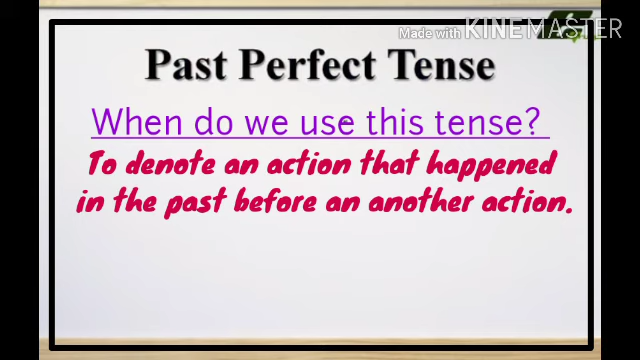 Made with KINEMASTER
Past Perfect Tense
When do we use this tense?
To denote an action that happened
in the past before an another action.